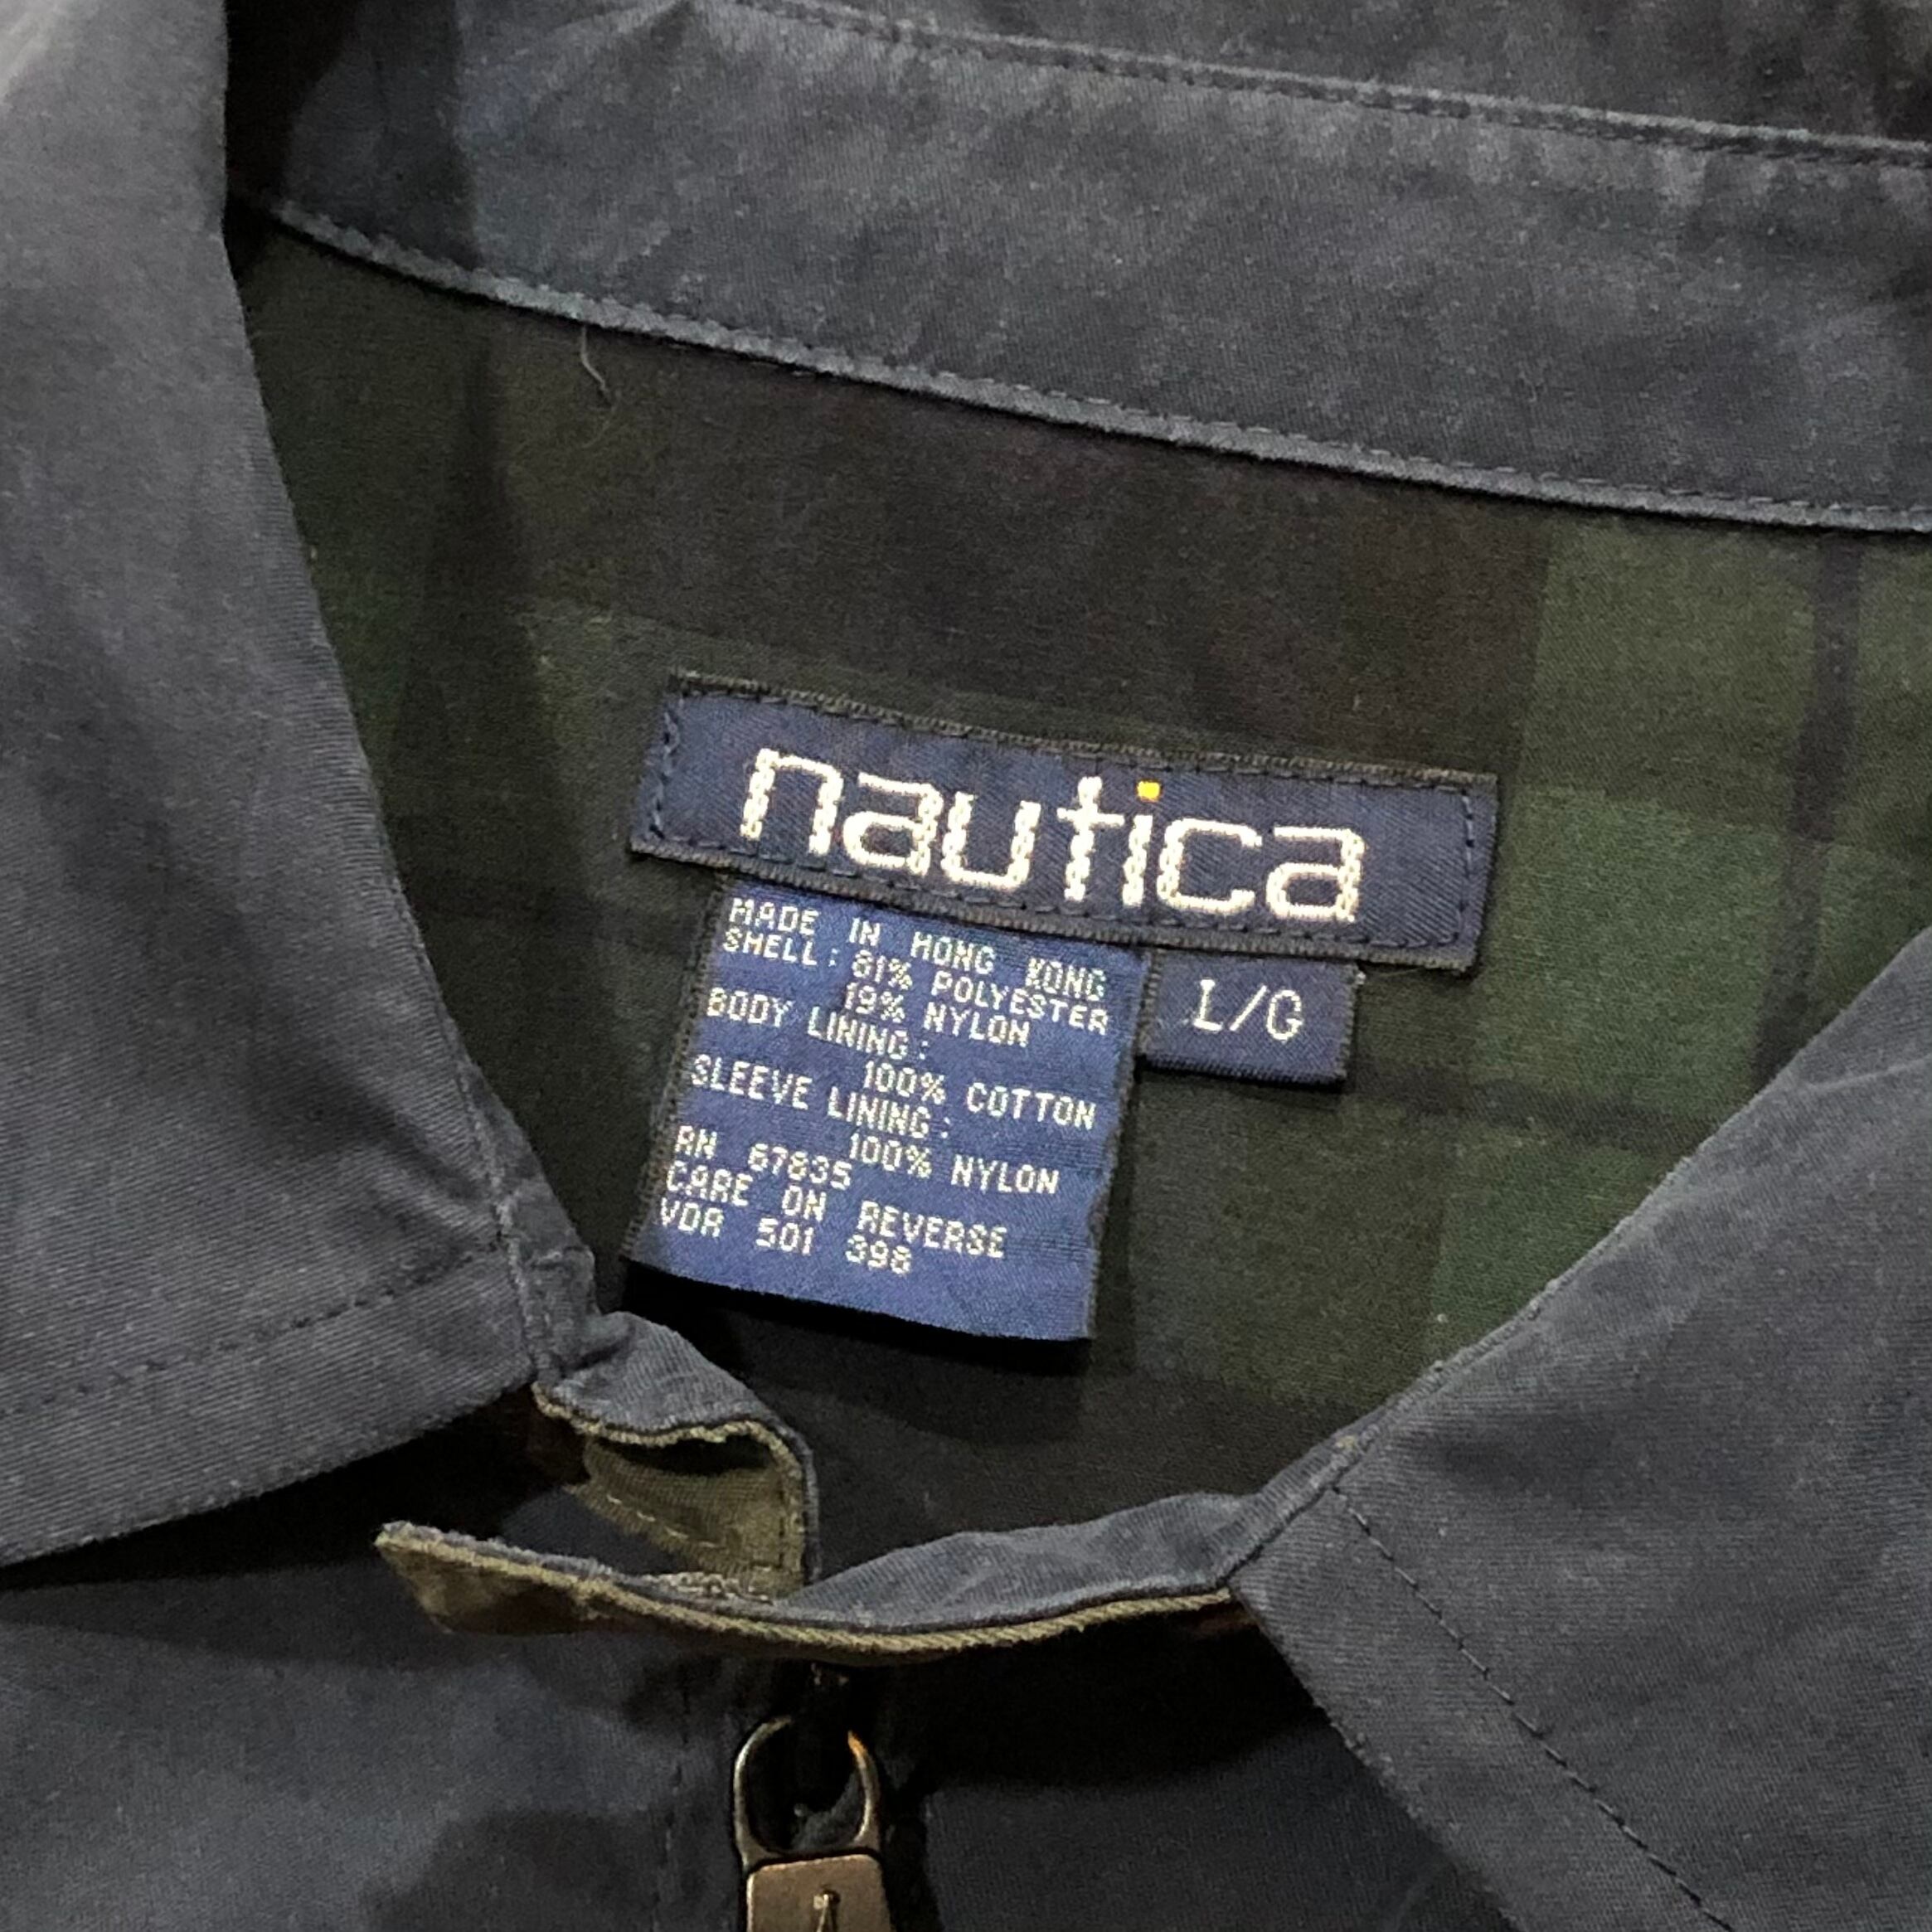 nautica
L/G
MADE IN HONG KONG
SHELL: 81% POLYESTER
19% NYLON
BODY LINING:
100% COTTON
SLEEVE LINING:
100% NYLON
RN 67835
CARE ON REVERSE
VDR 501 398